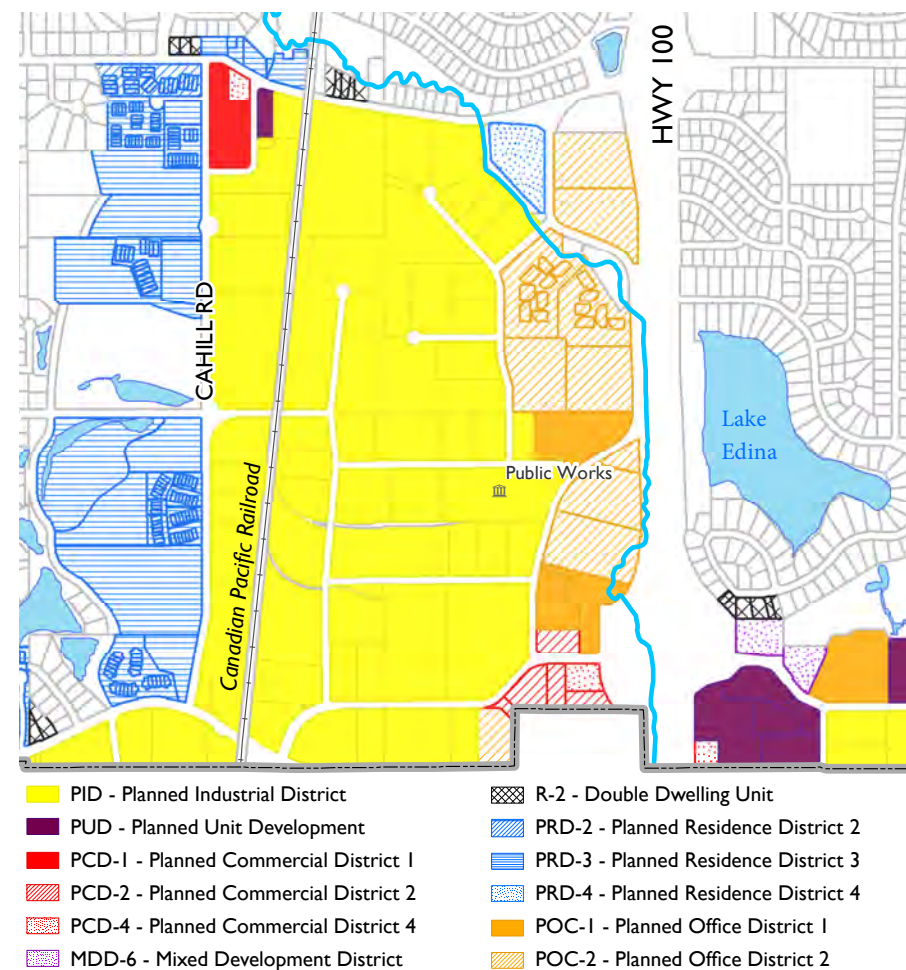 HWY 100
CAHILL RD
Lake
Edina
Public Works
Canadian Pacific Railroad
PID - Planned Industrial District
PUD - Planned Unit Development
PCD-1 - Planned Commercial District 1
PCD-2 - Planned Commercial District 2
PCD-4 - Planned Commercial District 4
MDD-6 - Mixed Development District
R-2 - Double Dwelling Unit
PRD-2 - Planned Residence District 2
PRD-3 - Planned Residence District 3
PRD-4 - Planned Residence District 4
POC-1 - Planned Office District 1
POC-2 - Planned Office District 2